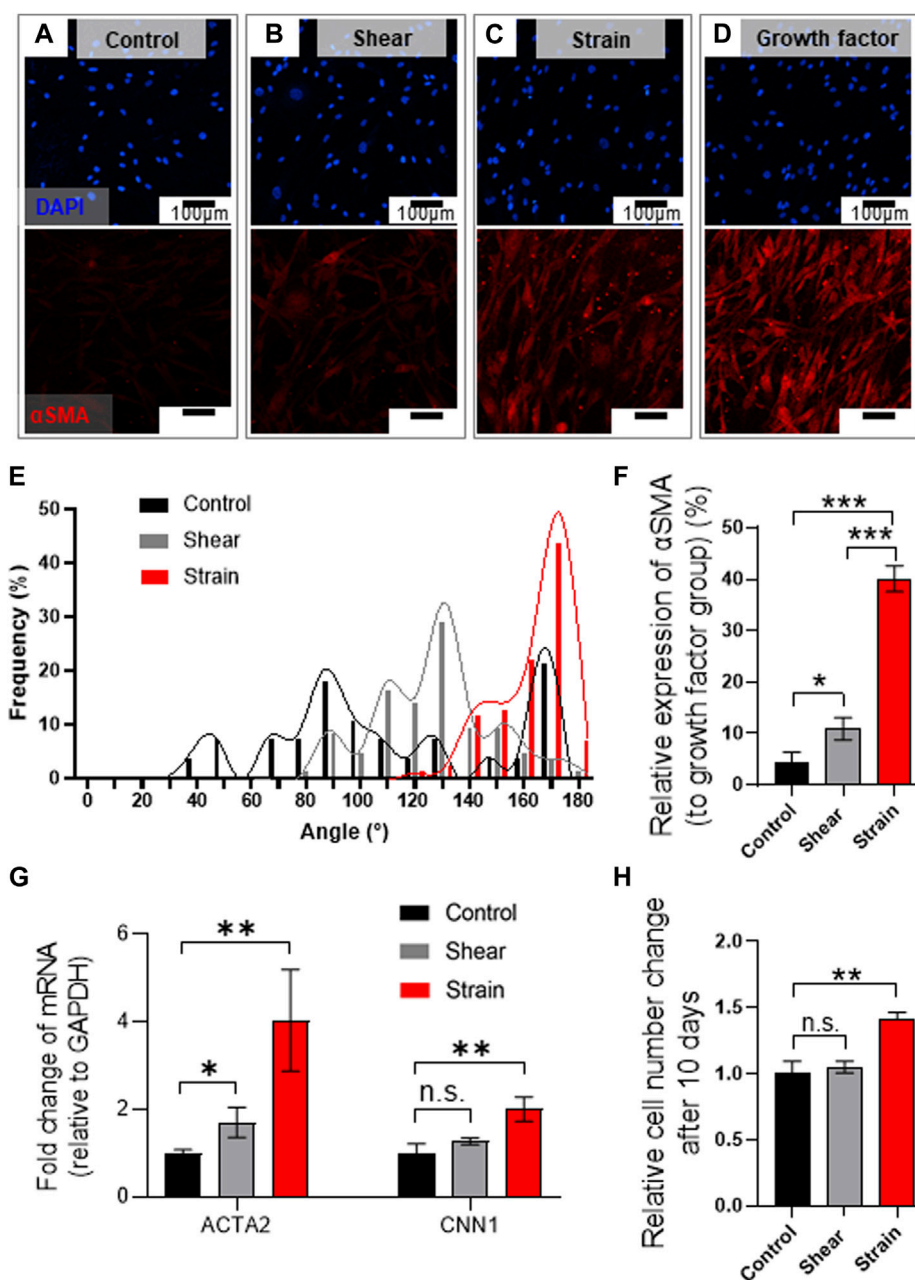 A Control
B Shear
C Strain
D Growth factor
DAPI
100µm
100µm
100µm
100µm
αSMA
E
Control
Shear
Strain
Frequency (%)
50
40
30
20
10
0
0 20 40 60 80 100 120 140 160 180
Angle (°)
F
Relative expression of αSMA
(to growth factor group) (%)
50
40
30
20
10
0
***
***
*
Control
Shear
Strain
G
Fold change of mRNA
(relative to GAPDH)
6
4
2
0
**
*
**
n.s.
Control
Shear
Strain
ACTA2
CNN1
H
Relative cell number change
after 10 days
2.0
1.5
1.0
0.5
0.0
**
n.s.
Control
Shear
Strain